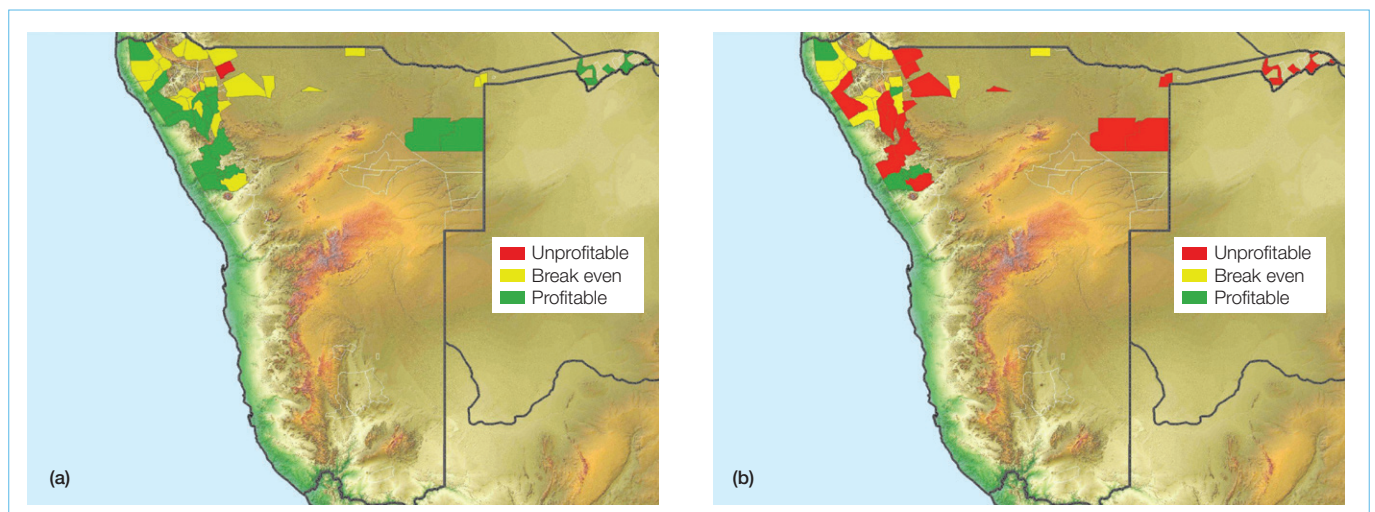 Unprofitable
Break even
Profitable
(a)
Unprofitable
Break even
Profitable
(b)